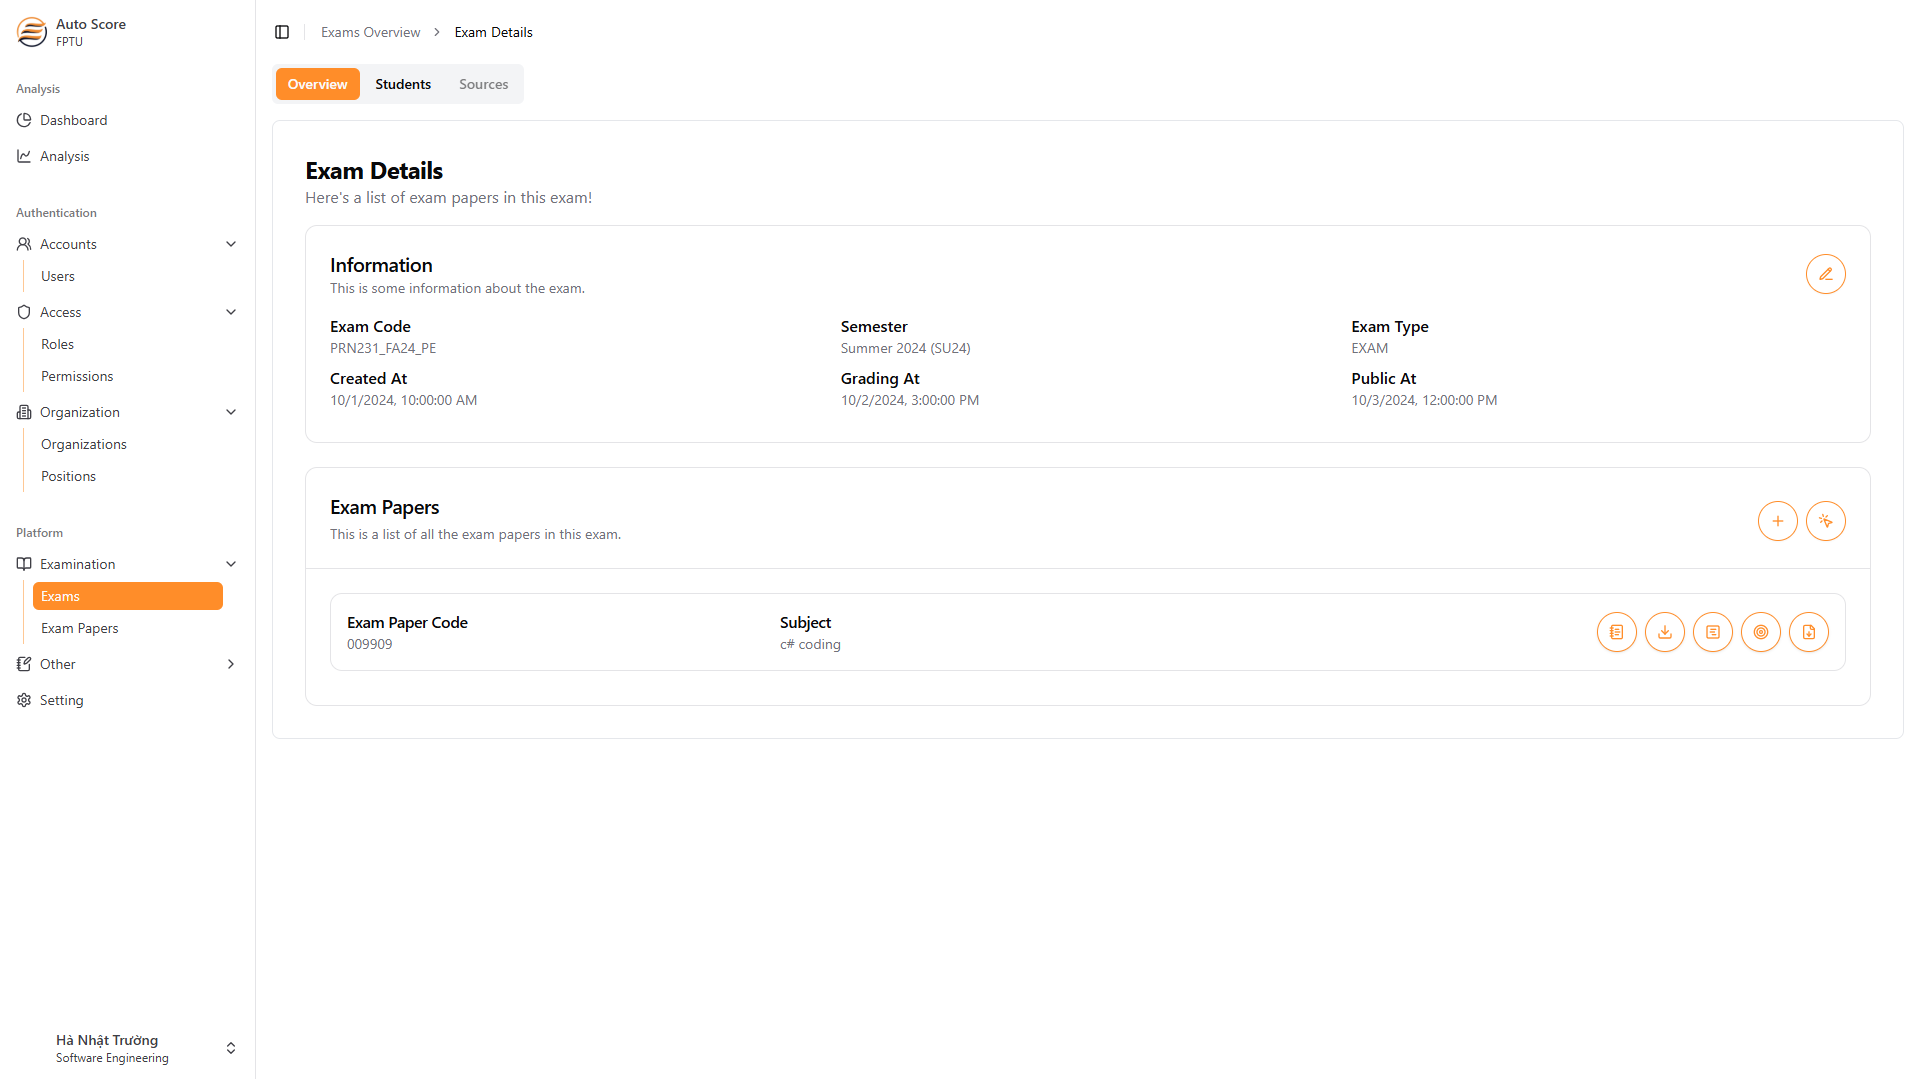 Auto Score
FPTU
Analysis
Dashboard
Analysis
Authentication
Accounts
Users
Access
Roles
Permissions
Organization
Organizations
Positions
Platform
Examination
Exams
Exam Papers
Other
Setting
Hà Nhật Trường
Software Engineering
Exams Overview
Exam Details
Overview
Students
Sources
Exam Details
Here's a list of exam papers in this exam!
Information
This is some information about the exam.
Exam Code
PRN231_FA24_PE
Semester
Summer 2024 (SU24)
Exam Type
EXAM
Created At
10/1/2024, 10:00:00 AM
Grading At
10/2/2024, 3:00:00 PM
Public At
10/3/2024, 12:00:00 PM
Exam Papers
This is a list of all the exam papers in this exam.
Exam Paper Code
009909
Subject
c# coding